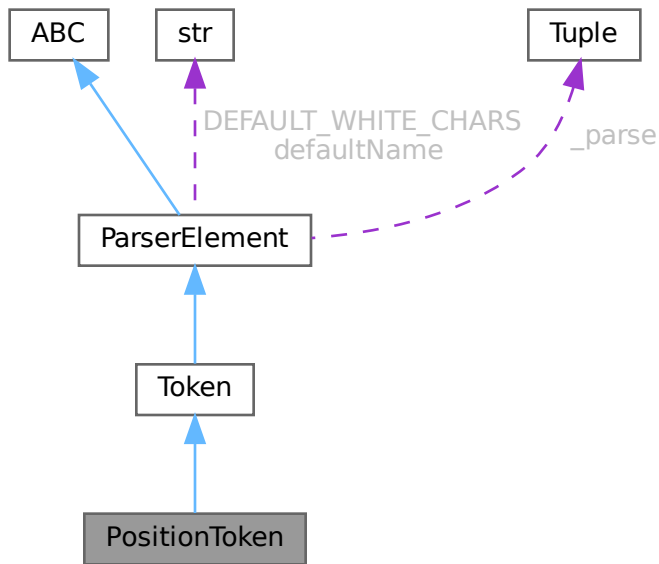 ABC
str
Tuple
DEFAULT_WHITE_CHARS
defaultName
_parse
ParserElement
Token
PositionToken